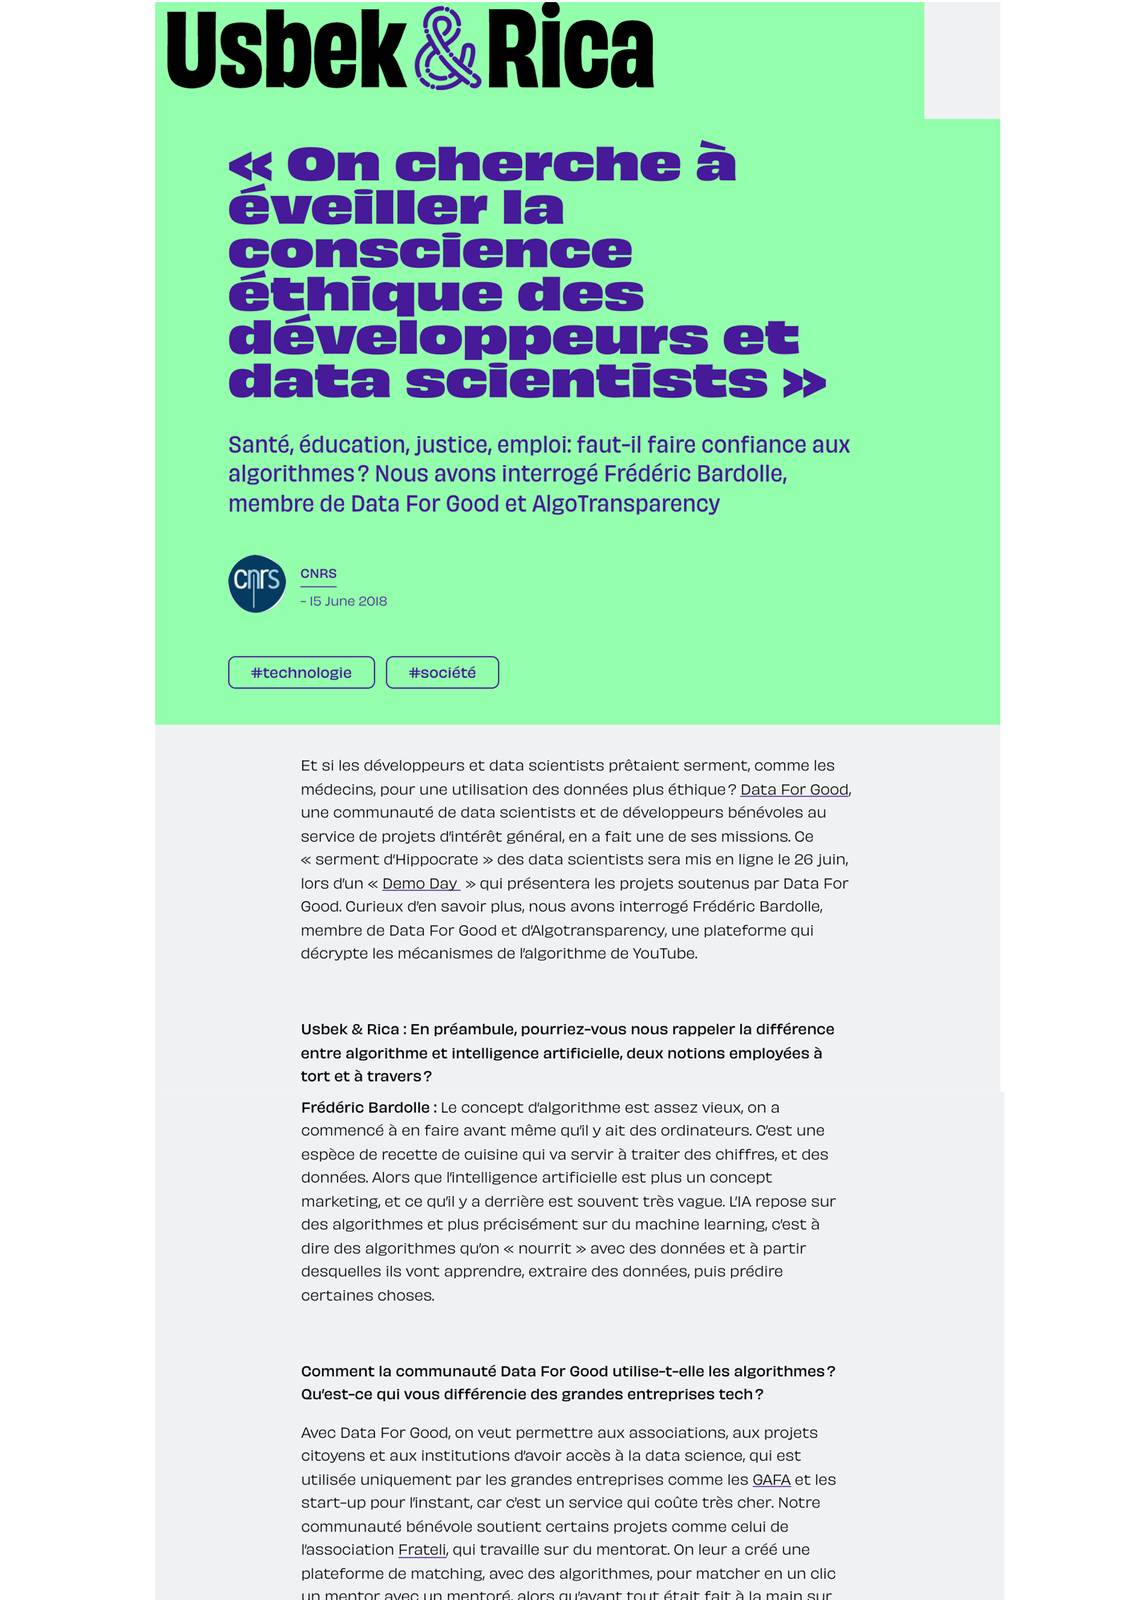 Usbek & Rica
« On cherche à
éveiller la
conscience
éthique des
développeurs et
data scientists »
Santé, éducation, justice, emploi: faut-il faire confiance aux
algorithmes ? Nous avons interrogé Frédéric Bardolle,
membre de Data For Good et AlgoTransparency
cnrs
CNRS
- 15 June 2018
#technologie #société
Et si les développeurs et data scientists prêtaient serment, comme les
médecins, pour une utilisation des données plus éthique ? Data For Good,
une communauté de data scientists et de développeurs bénévoles au
service de projets d'intérêt général, en a fait une de ses missions. Ce
« serment d'Hippocrate » des data scientists sera mis en ligne le 26 juin,
lors d'un « Demo Day » qui présentera les projets soutenus par Data For
Good. Curieux d'en savoir plus, nous avons interrogé Frédéric Bardolle,
membre de Data For Good et d'Algotransparency, une plateforme qui
décrypte les mécanismes de l'algorithme de YouTube.
Usbek & Rica : En préambule, pourriez-vous nous rappeler la différence
entre algorithme et intelligence artificielle, deux notions employées à
tort et à travers ?
Frédéric Bardolle : Le concept d'algorithme est assez vieux, on a
commencé à en faire avant même qu'il y ait des ordinateurs. C'est une
espèce de recette de cuisine qui va servir à traiter des chiffres, et des
données. Alors que l'intelligence artificielle est plus un concept
marketing, et ce qu'il y a derrière est souvent très vague. L'IA repose sur
des algorithmes et plus précisément sur du machine learning, c'est à
dire des algorithmes qu'on « nourrit » avec des données et à partir
desquelles ils vont apprendre, extraire des données, puis prédire
certaines choses.
Comment la communauté Data For Good utilise-t-elle les algorithmes ?
Qu'est-ce qui vous différencie des grandes entreprises tech ?
Avec Data For Good, on veut permettre aux associations, aux projets
citoyens et aux institutions d'avoir accès à la data science, qui est
utilisée uniquement par les grandes entreprises comme les GAFA et les
start-up pour l'instant, car c'est un service qui coûte très cher. Notre
communauté bénévole soutient certains projets comme celui de
l'association Frateli, qui travaille sur du mentorat. On leur a créé une
plateforme de matching, avec des algorithmes, pour matcher en un clic
un mentor avec un mentoré, alors qu'avant tout était fait à la main sur